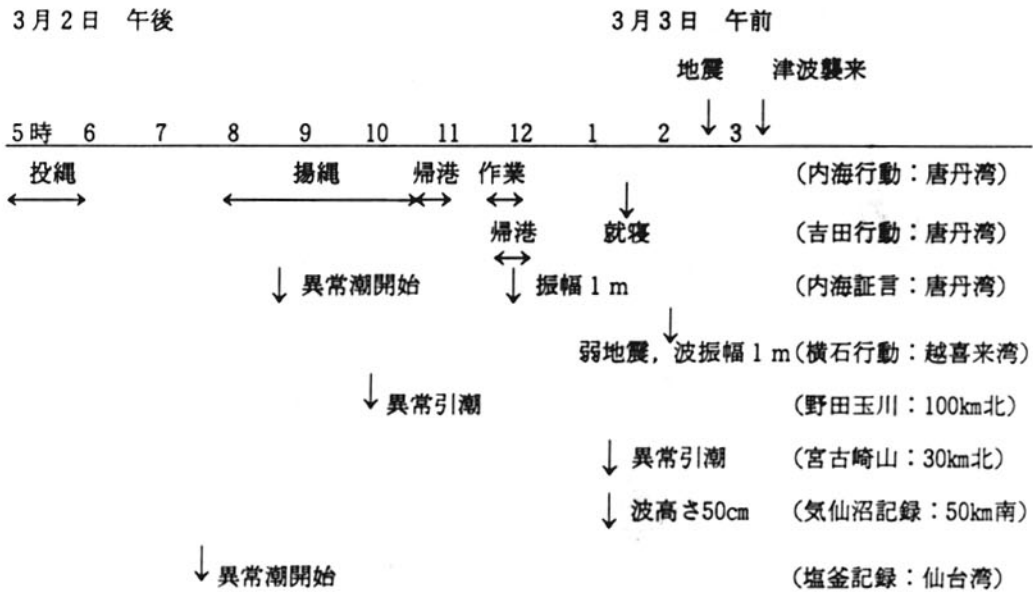 3月2日 午後 3月3日 午前
地震 津波襲来
5時 6 7 8 9 10 11 12 1 2 3
投縄 揚縄 帰港 作業 (内海行動:唐丹湾)
帰港 就寝 (吉田行動:唐丹湾)
異常潮開始 振幅1m (内海証言:唐丹湾)
弱地震, 波振幅1m(横石行動:越喜来湾)
異常引潮 (野田玉川:100km北)
異常引潮 (宮古崎山:30km北)
波高さ50cm (気仙沼記録:50km南)
異常潮開始 (塩釜記録:仙台湾)